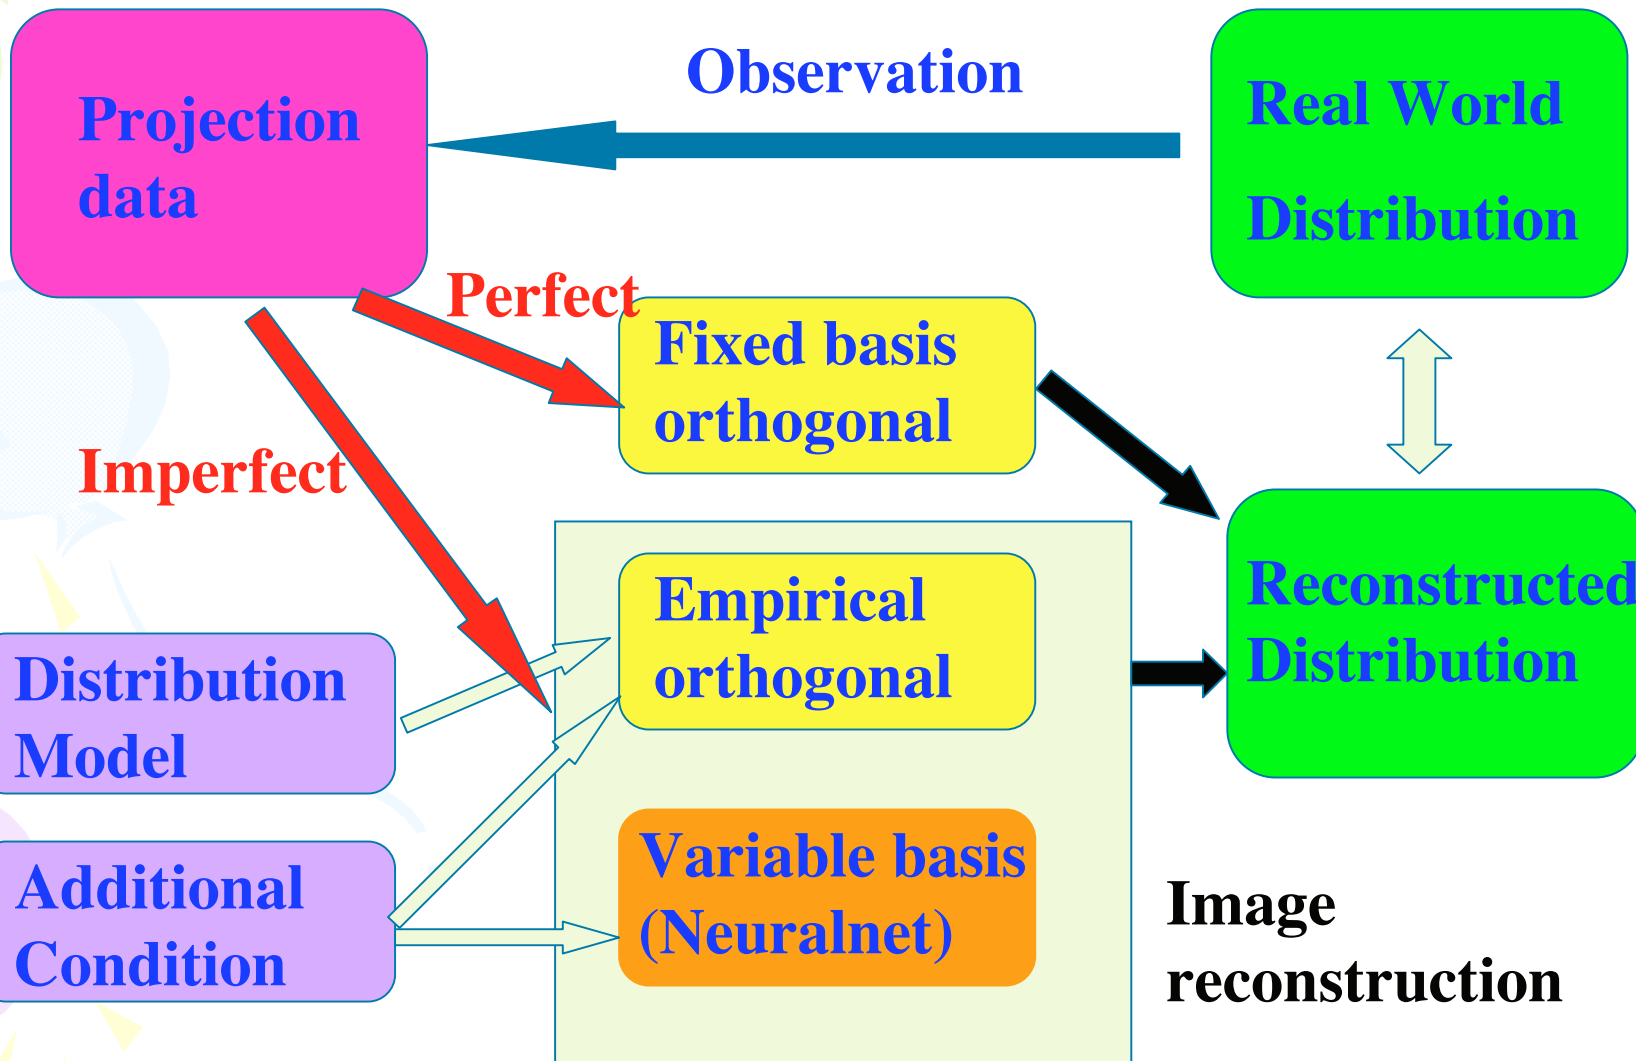 Projection
data
Observation
Real World
Distribution
Perfect
Fixed basis
orthogonal
Imperfect
Empirical
orthogonal
Reconstructed
Distribution
Distribution
Model
Variable basis
(Neuralnet)
Additional
Condition
Image
reconstruction